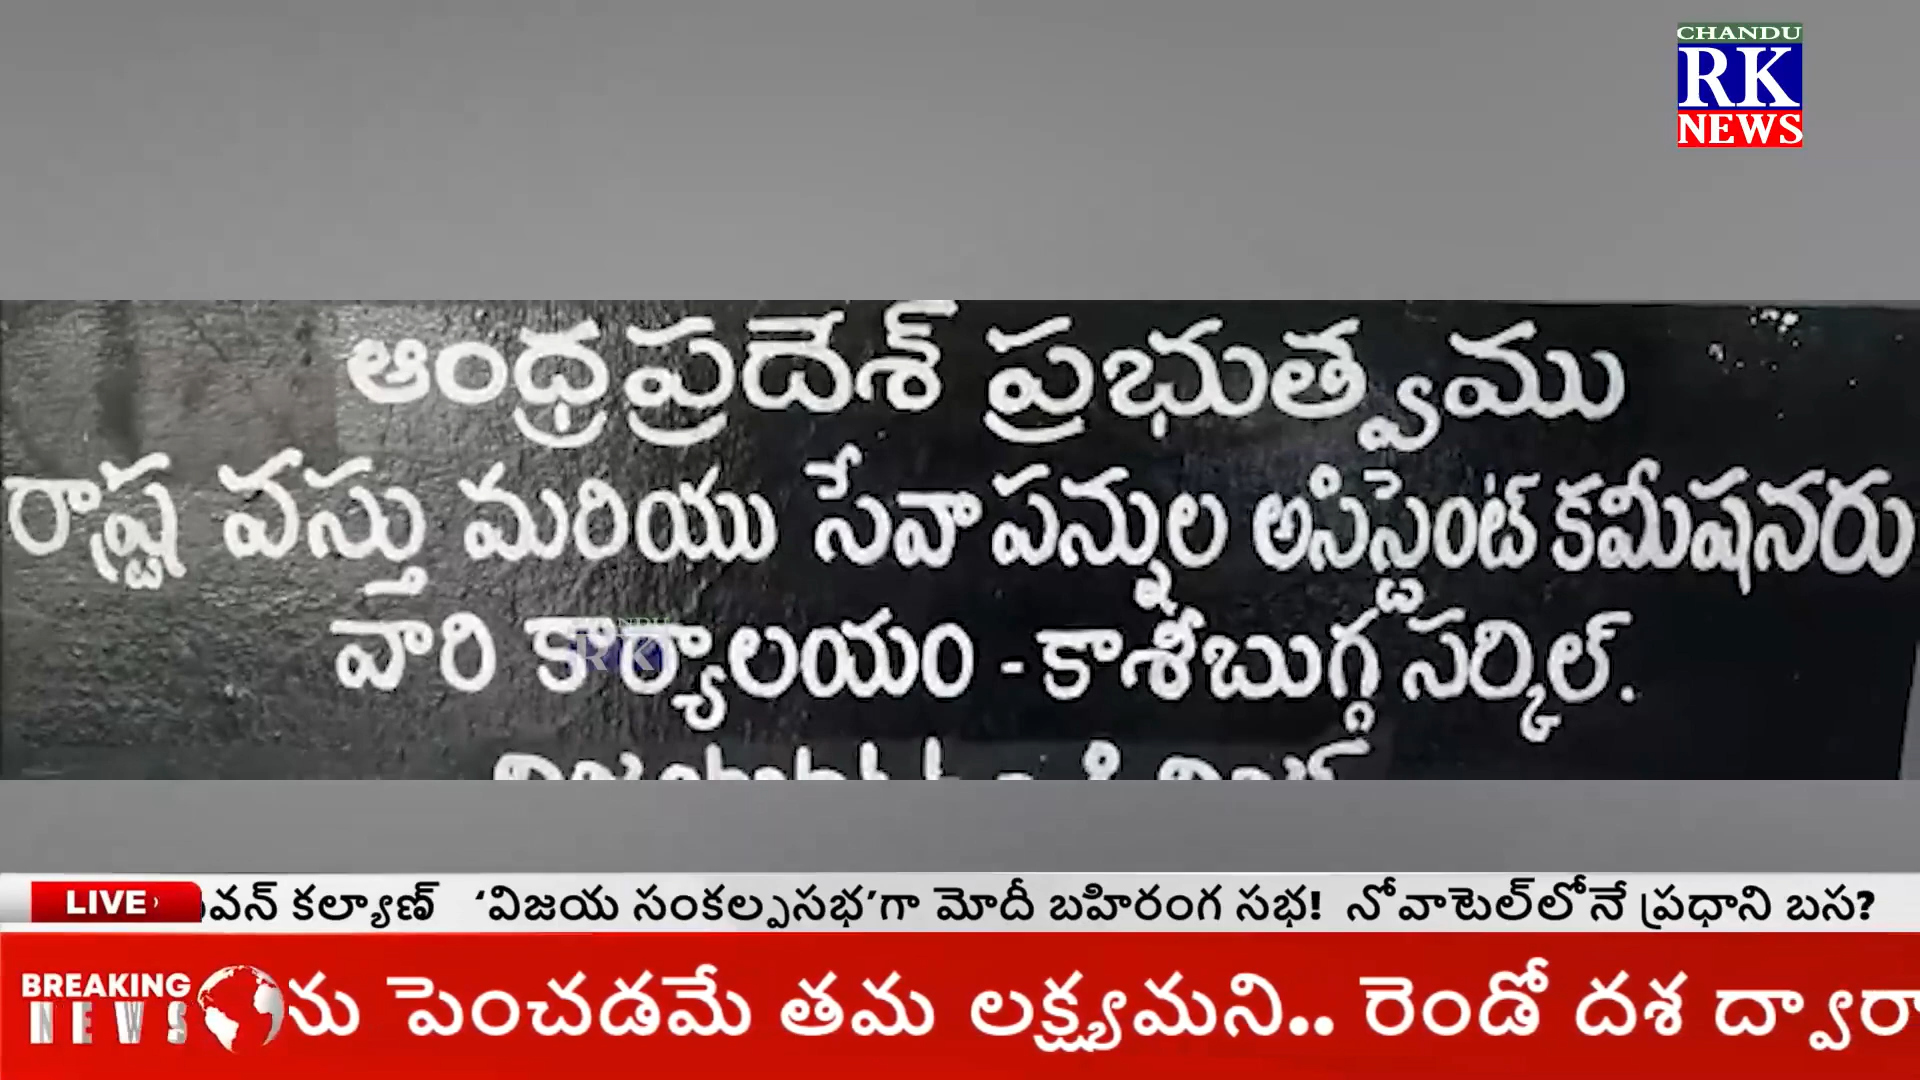 CHANDU
RK
NEWS
ఆంధ్రప్రదేశ్ ప్రభుత్వము
రాష్ట్ర వస్తు మరియు సేవా పన్నుల అసిస్టెంట్ కమీషనరు
వారి కార్యాలయం - కాశీబుగ్గ సర్కిల్.
LIVE
వన్ కల్యాణ్ 'విజయ సంకల్పసభ'గా మోదీ బహిరంగ సభ! నోవాటెల్‌లోనే ప్రధాని బస?
BREAKING
NEWS
ను పెంచడమే తమ లక్ష్యమని.. రెండో దశ ద్వారా